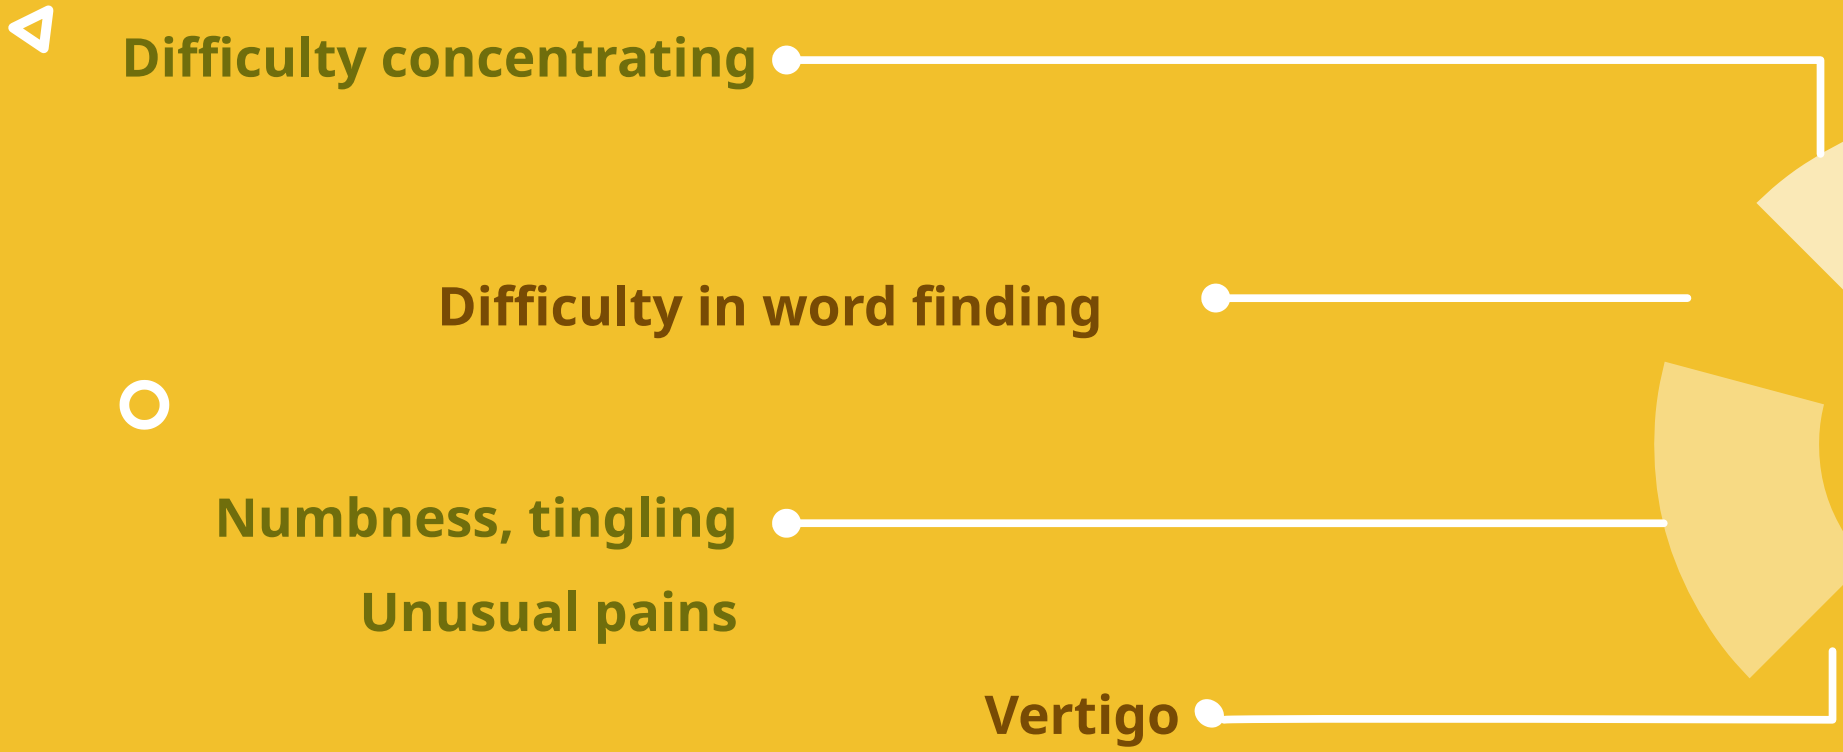 Difficulty concentrating
Difficulty in word finding
Numbness, tingling
Unusual pains
Vertigo